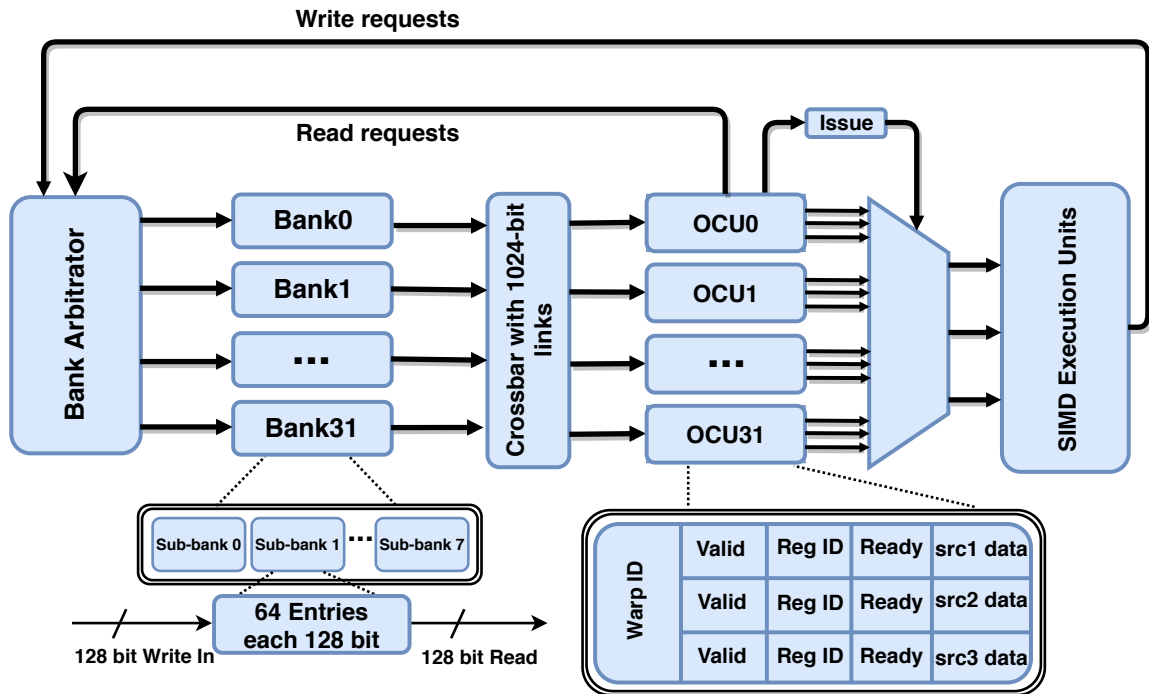 Write requests
Read requests
Issue
Bank Arbitrator
Bank0
Bank1
...
Bank31
Crossbar with 1024-bit
links
OCU0
OCU1
...
OCU31
SIMD Execution Units
Sub-bank 0
Sub-bank 1
...
Sub-bank 7
64 Entries
each 128 bit
128 bit Write In
128 bit Read
Warp ID
Valid Reg ID Ready src1 data
Valid Reg ID Ready src2 data
Valid Reg ID Ready src3 data